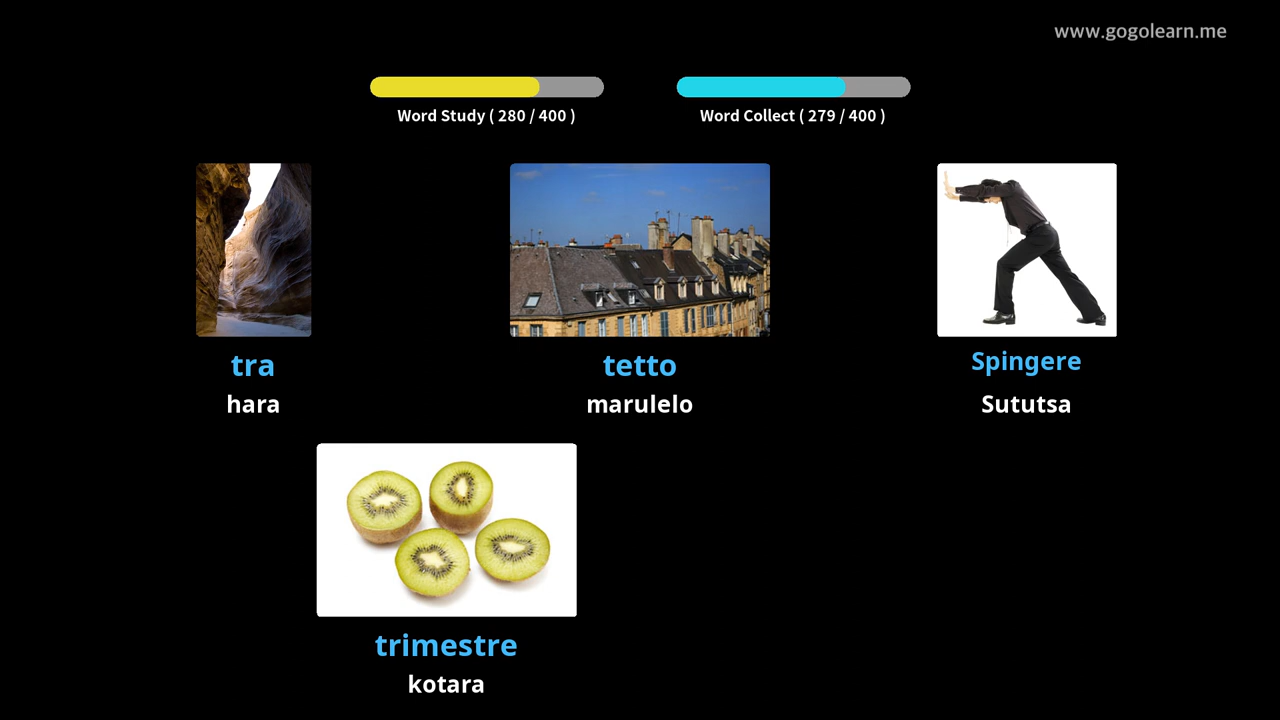 www.gogolearn.me
Word Study ( 280 / 400 )
Word Collect ( 279 / 400 )
tra
hara
tetto
marulelo
Spingere
Sututsa
trimestre
kotara